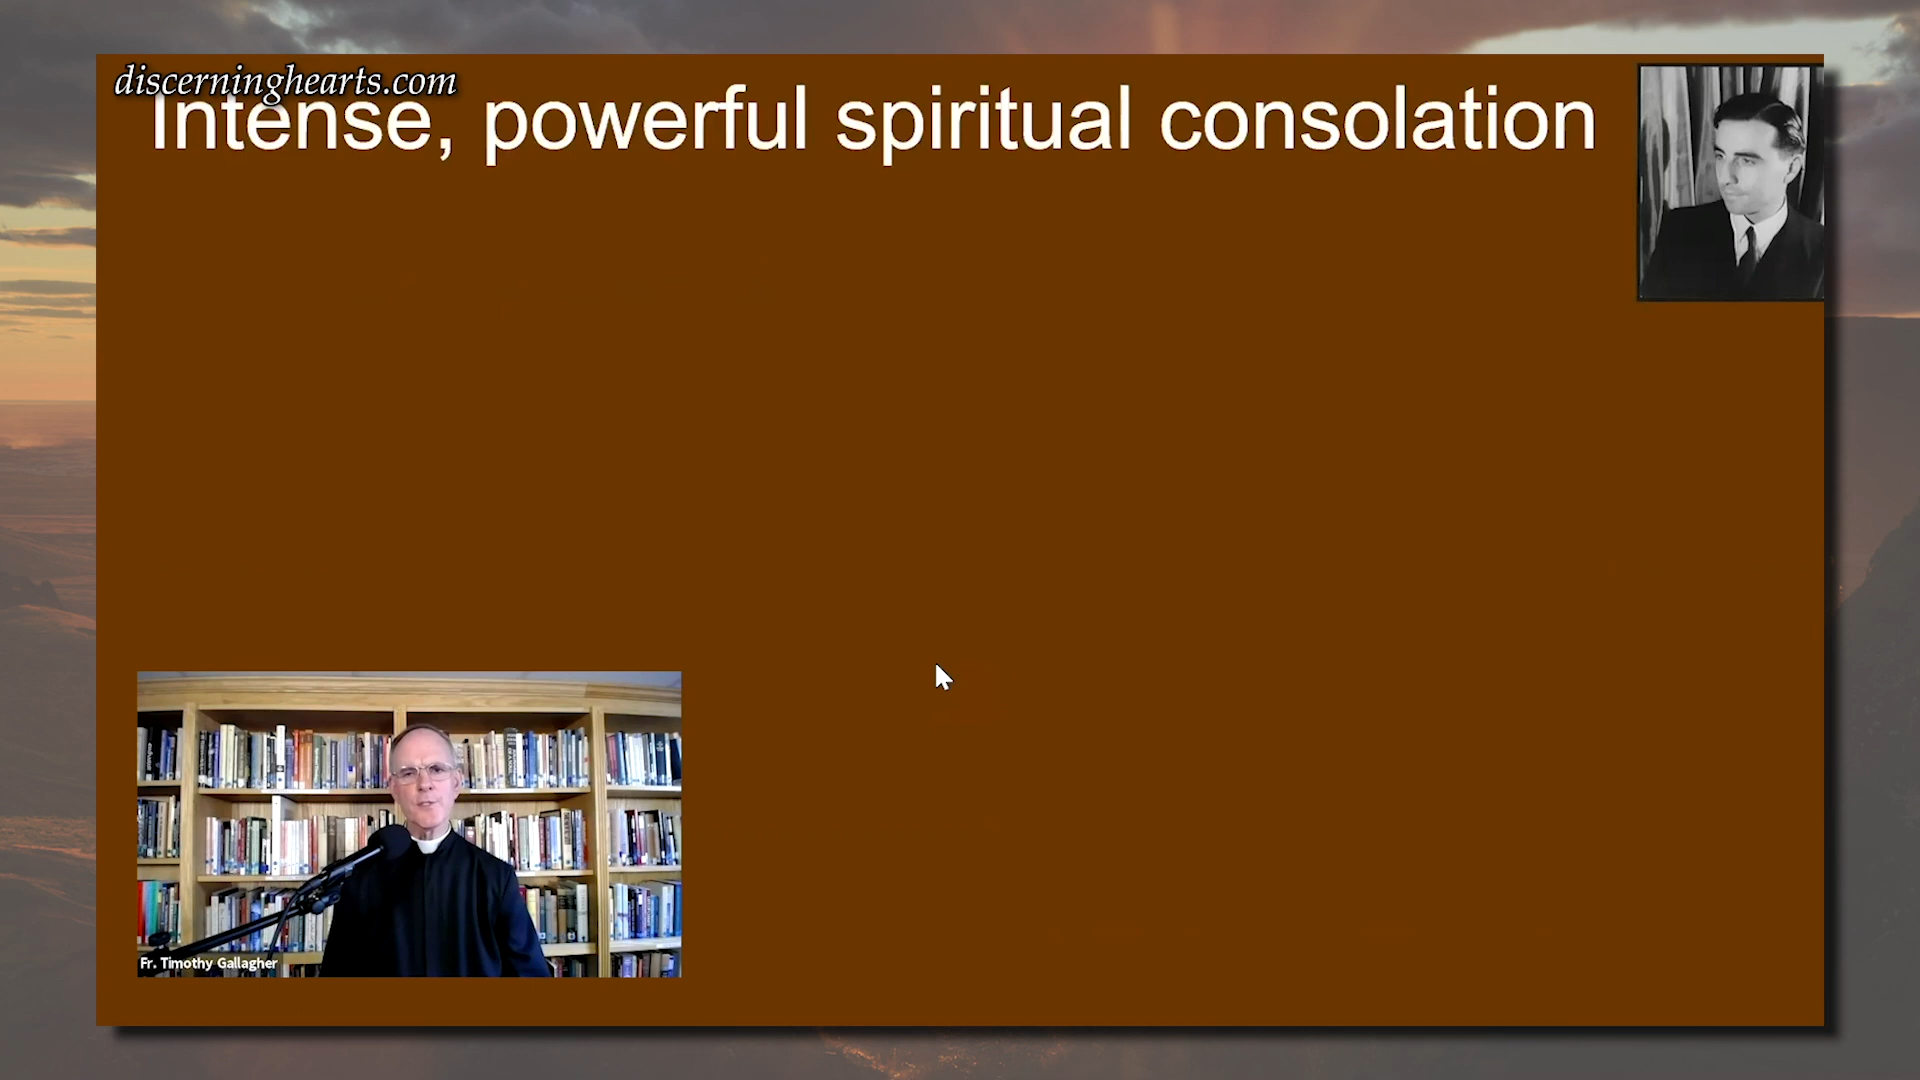 discerninghearts.com
Intense, powerful spiritual consolation
Fr. Timothy Gallagher